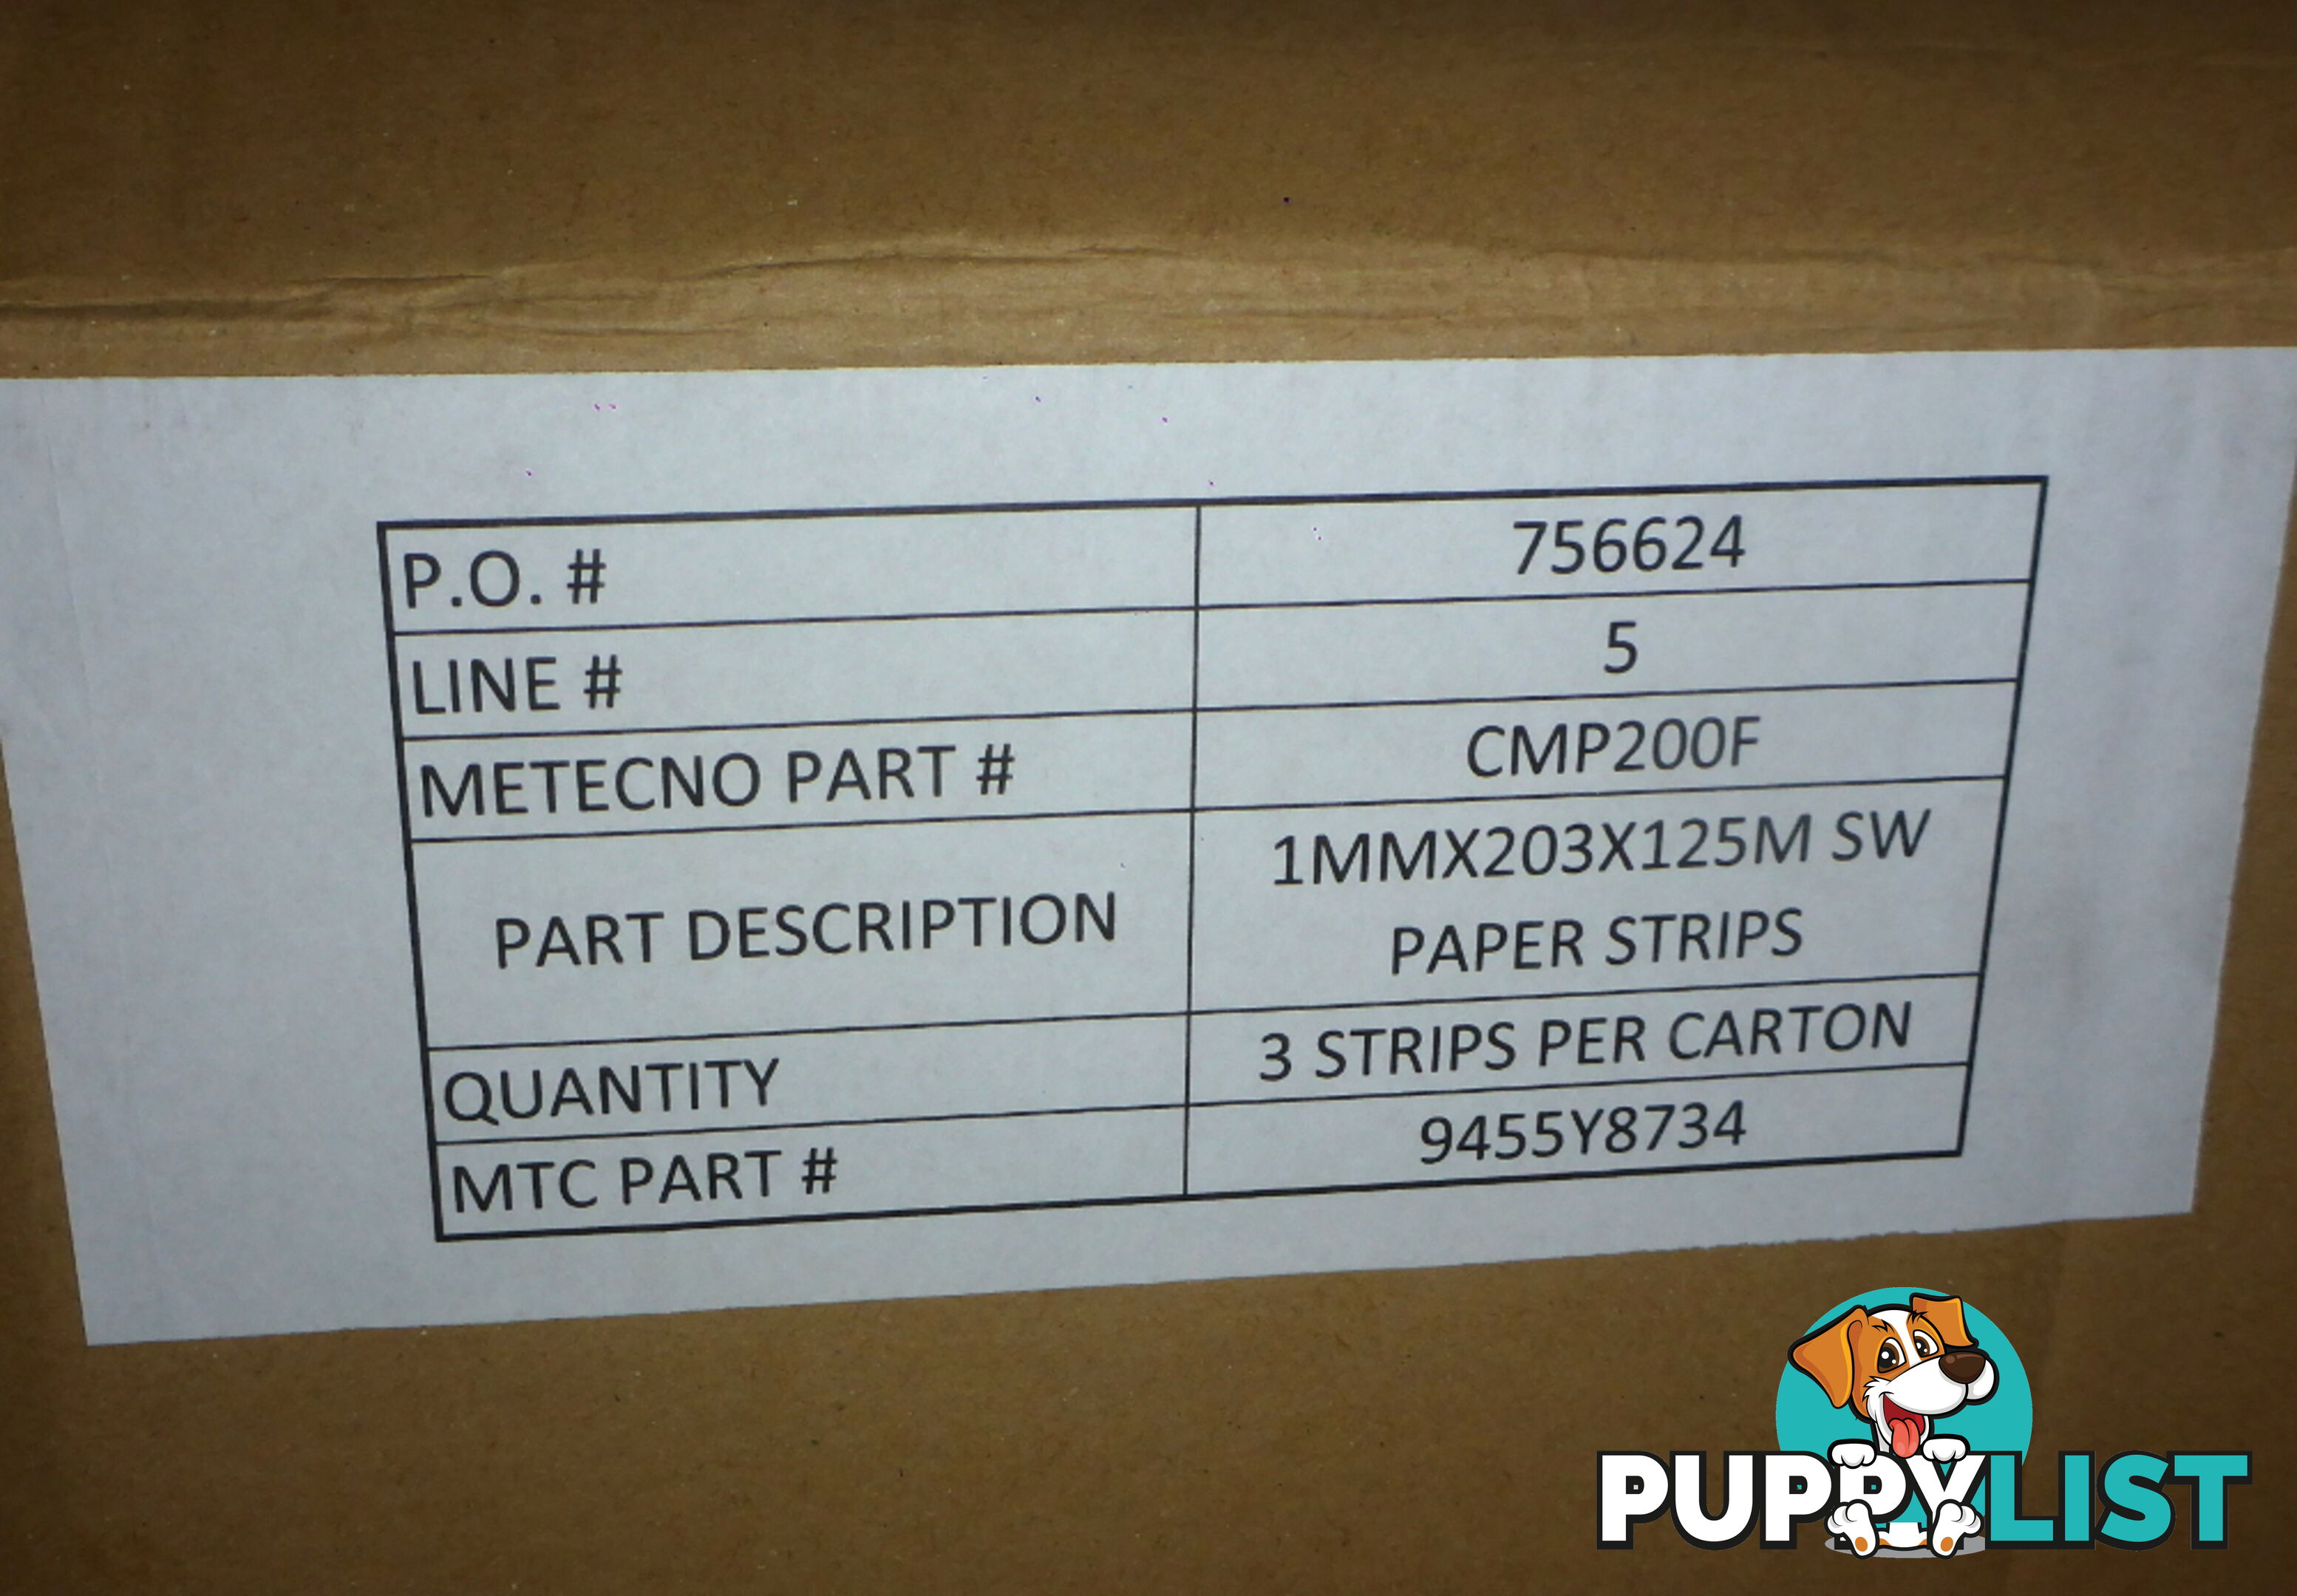 P.O. # 756624
LINE # 5
METECNO PART # CMP200F
PART DESCRIPTION 1MMX203X125M SW
PAPER STRIPS
QUANTITY 3 STRIPS PER CARTON
MTC PART # 9455Y8734
PUPPYLIST